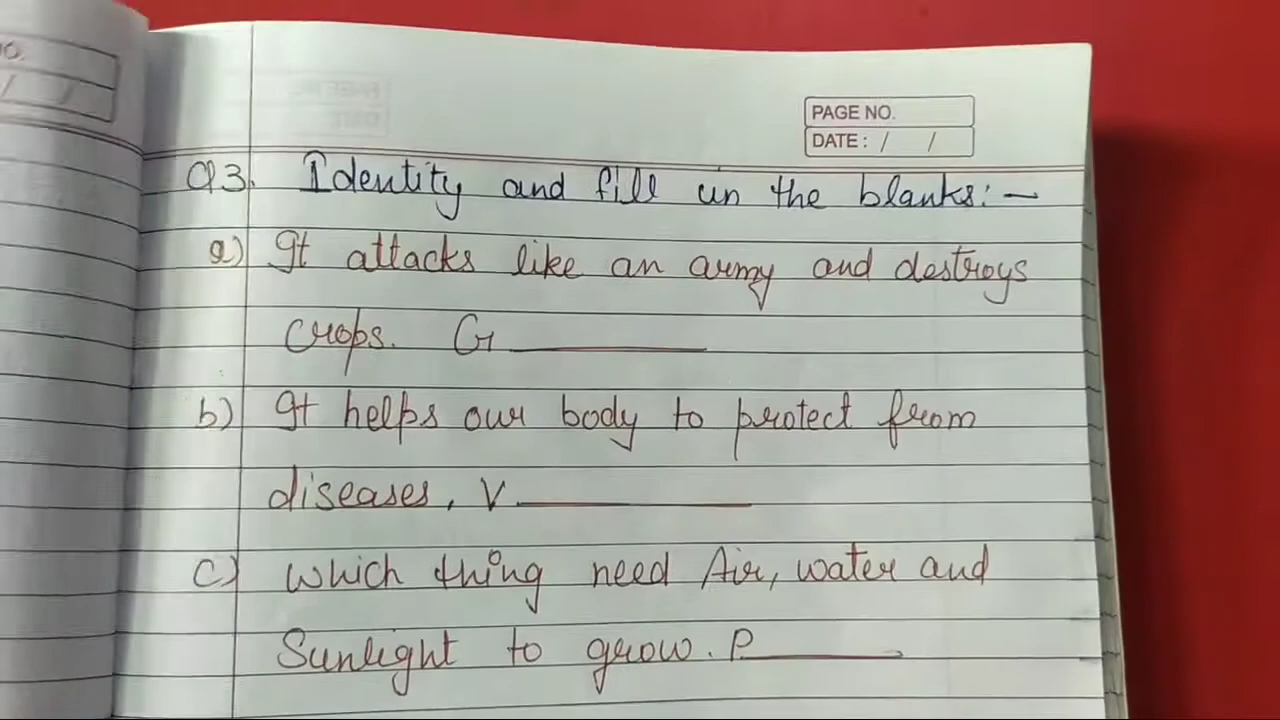 O.
/ /
PAGE NO.
DATE: / /
Q3. Identity and fill in the blanks:-
a) It attacks like an army and destroys
crops. G
b) It helps our body to protect from
diseases. V
c) which thing need Air, water and
Sunlight to grow. P